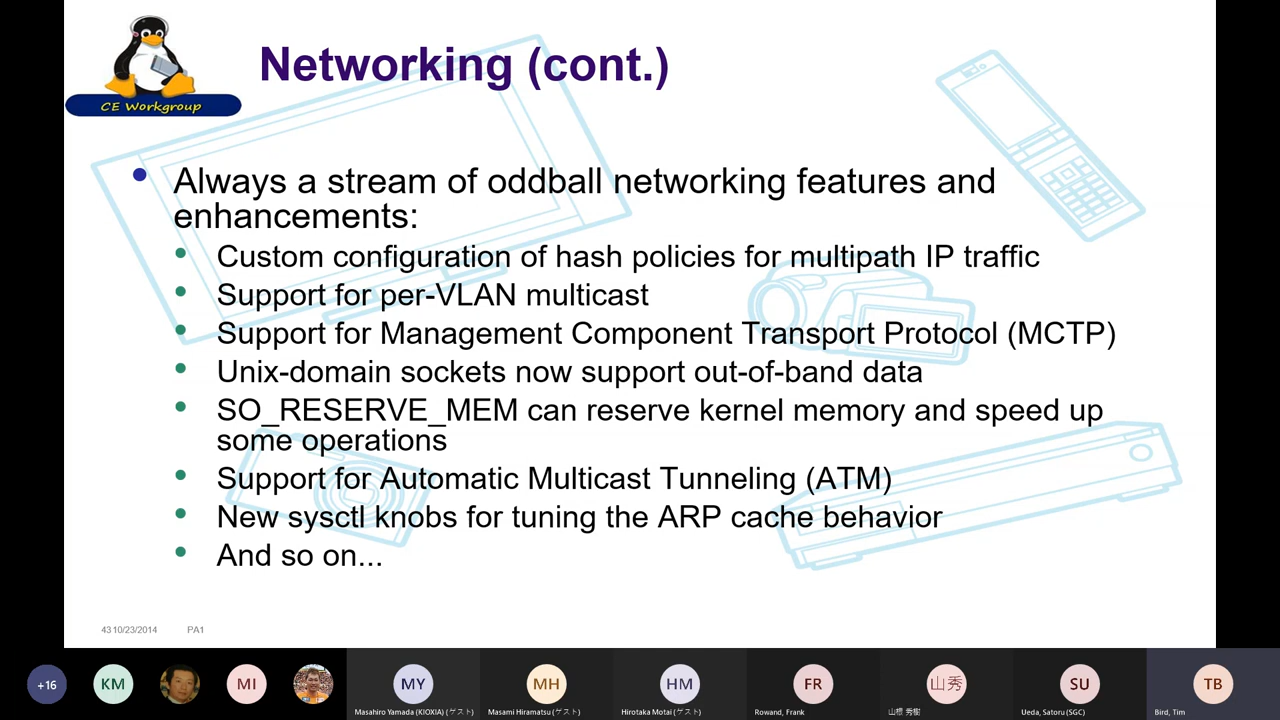 CE Workgroup
Networking (cont.)
Always a stream of oddball networking features and
enhancements:
Custom configuration of hash policies for multipath IP traffic
Support for per-VLAN multicast
Support for Management Component Transport Protocol (MCTP)
Unix-domain sockets now support out-of-band data
SO_RESERVE_MEM can reserve kernel memory and speed up
some operations
Support for Automatic Multicast Tunneling (ATM)
New sysctl knobs for tuning the ARP cache behavior
And so on...
43 10/23/2014 PA1
+16 KM MI MY MH HM FR 山秀 SU TB
Masahiro Yamada (KIOXIA) (ゲスト) Masami Hiramatsu (ゲスト) Hirotaka Motai (ゲスト) Rowand, Frank 山根 秀樹 Ueda, Satoru (SGC) Bird, Tim